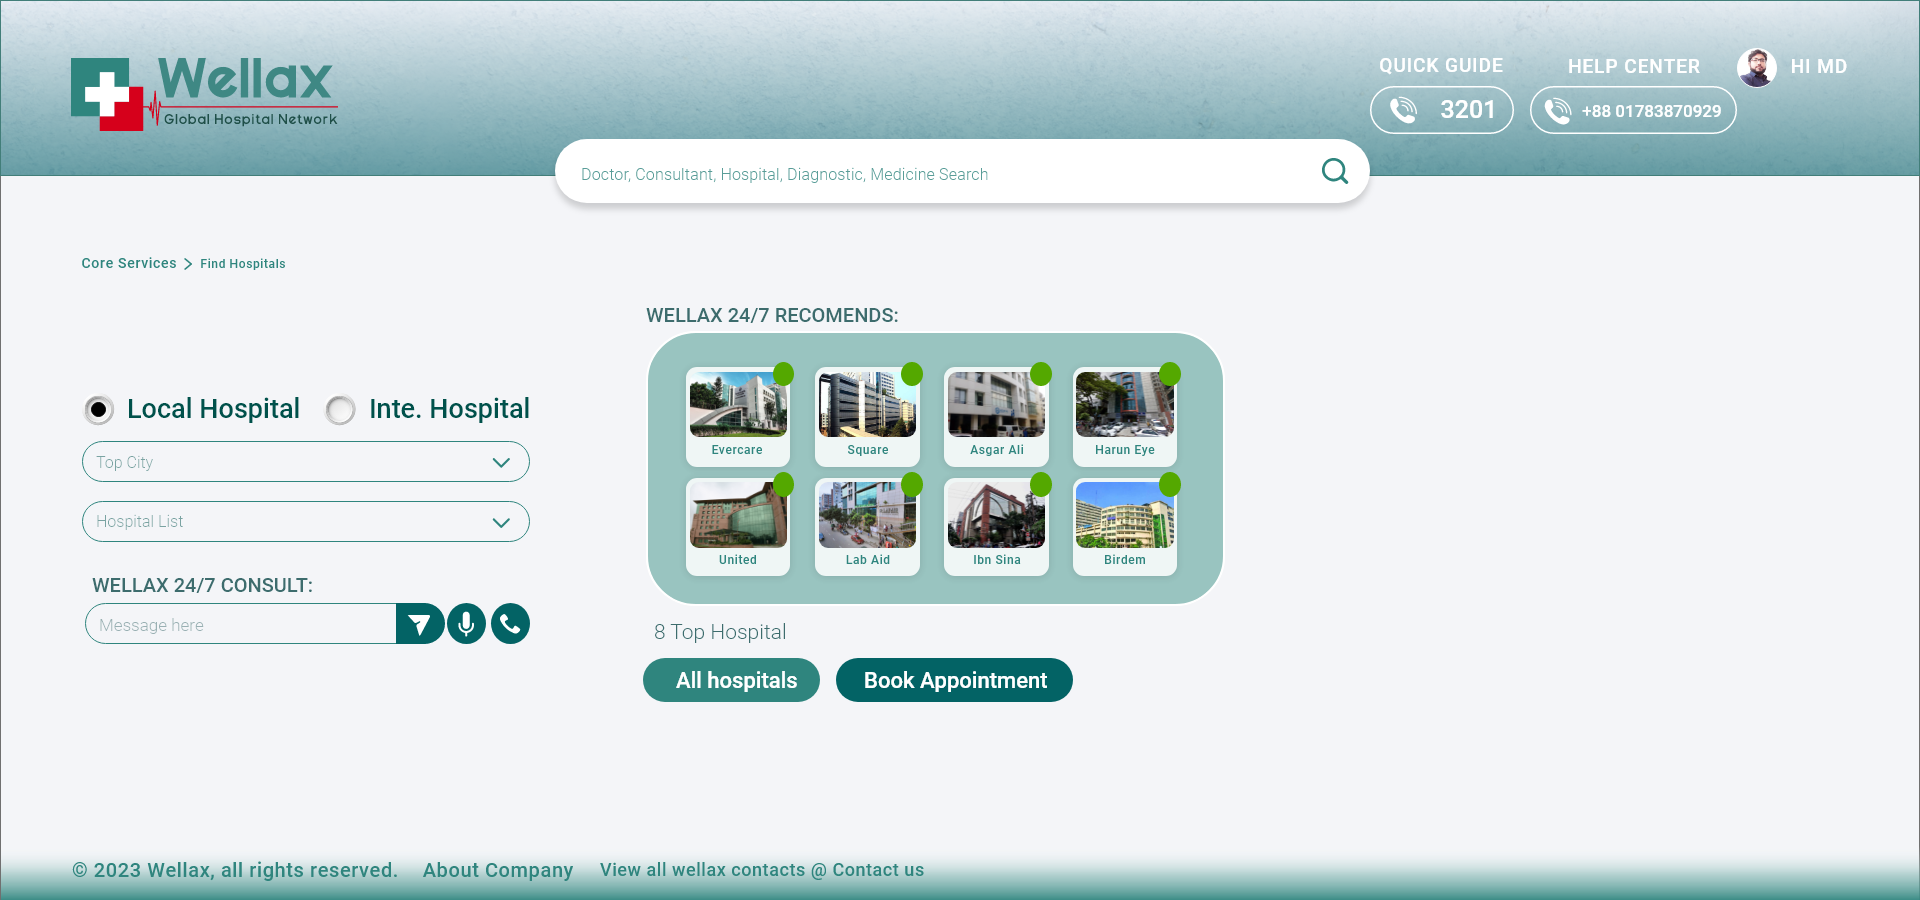 Wellax
Global Hospital Network
QUICK GUIDE
HELP CENTER
HI MD
3201
+88 01783870929
Doctor, Consultant, Hospital, Diagnostic, Medicine Search
Core Services
Find Hospitals
WELLAX 24/7 RECOMENDS:
Local Hospital
Inte. Hospital
Top City
Hospital List
WELLAX 24/7 CONSULT:
Message here
Evercare
Square
Asgar Ali
Harun Eye
United
Lab Aid
Ibn Sina
Birdem
8 Top Hospital
All hospitals
Book Appointment
© 2023 Wellax, all rights reserved.
About Company
View all wellax contacts @ Contact us